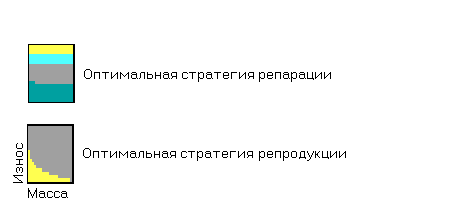 Оптимальная стратегия репарации
Оптимальная стратегия репродукции
Износ
Масса